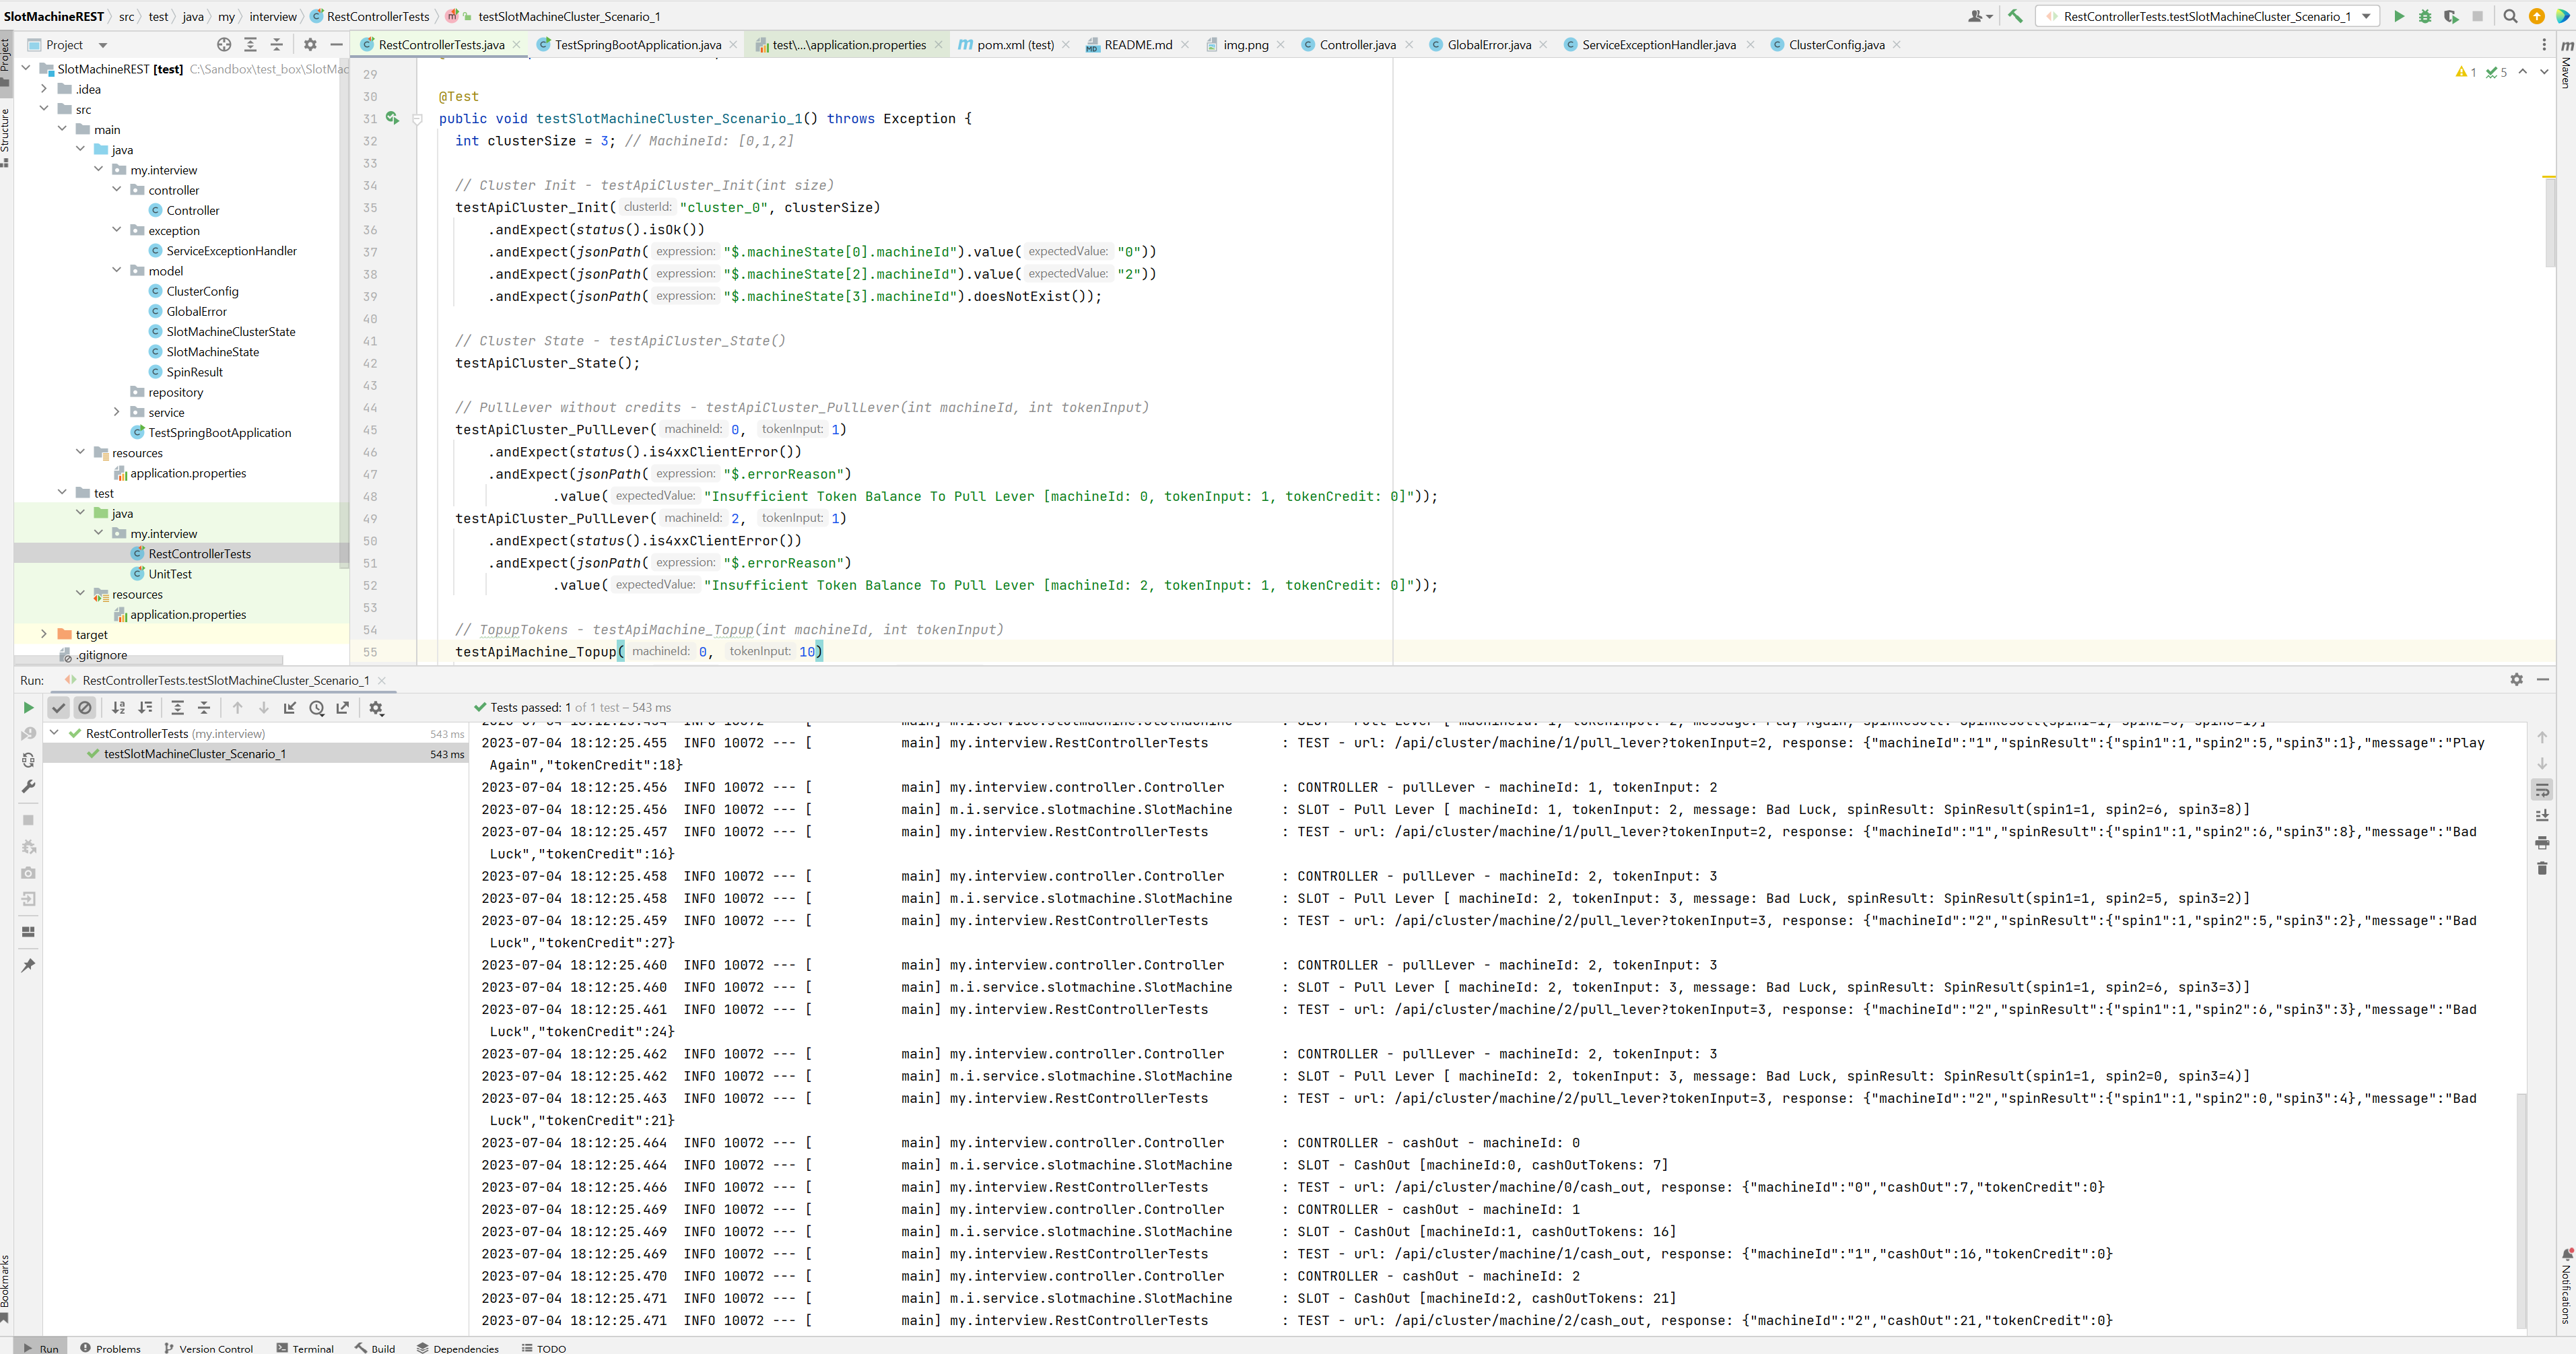 SlotMachineREST › src › test › java › my › interview › RestControllerTests › testSlotMachineCluster_Scenario_1
RestControllerTests.testSlotMachineCluster_Scenario_1
Project
RestControllerTests.java
TestSpringBootApplication.java
test\...\application.properties
pom.xml (test)
README.md
img.png
Controller.java
GlobalError.java
ServiceExceptionHandler.java
ClusterConfig.java
Project
Structure
Maven
SlotMachineREST [test] C:\Sandbox\test_box\SlotMac
.idea
src
main
java
my.interview
controller
Controller
exception
ServiceExceptionHandler
model
ClusterConfig
GlobalError
SlotMachineClusterState
SlotMachineState
SpinResult
repository
service
TestSpringBootApplication
resources
application.properties
test
java
my.interview
RestControllerTests
UnitTest
resources
application.properties
target
.gitignore
1 5
29
30 @Test
31 public void testSlotMachineCluster_Scenario_1() throws Exception {
32 int clusterSize = 3; // MachineId: [0,1,2]
33
34 // Cluster Init - testApiCluster_Init(int size)
35 testApiCluster_Init( clusterId: "cluster_0", clusterSize)
36 .andExpect(status().isOk())
37 .andExpect(jsonPath( expression: "$.machineState[0].machineId").value( expectedValue: "0"))
38 .andExpect(jsonPath( expression: "$.machineState[2].machineId").value( expectedValue: "2"))
39 .andExpect(jsonPath( expression: "$.machineState[3].machineId").doesNotExist());
40
41 // Cluster State - testApiCluster_State()
42 testApiCluster_State();
43
44 // PullLever without credits - testApiCluster_PullLever(int machineId, int tokenInput)
45 testApiCluster_PullLever( machineId: 0, tokenInput: 1)
46 .andExpect(status().is4xxClientError())
47 .andExpect(jsonPath( expression: "$.errorReason")
48 .value( expectedValue: "Insufficient Token Balance To Pull Lever [machineId: 0, tokenInput: 1, tokenCredit: 0]"));
49 testApiCluster_PullLever( machineId: 2, tokenInput: 1)
50 .andExpect(status().is4xxClientError())
51 .andExpect(jsonPath( expression: "$.errorReason")
52 .value( expectedValue: "Insufficient Token Balance To Pull Lever [machineId: 2, tokenInput: 1, tokenCredit: 0]"));
53
54 // TopupTokens - testApiMachine_Topup(int machineId, int tokenInput)
55 testApiMachine_Topup( machineId: 0, tokenInput: 10)
Run: RestControllerTests.testSlotMachineCluster_Scenario_1
Tests passed: 1 of 1 test – 543 ms
RestControllerTests (my.interview) 543 ms
testSlotMachineCluster_Scenario_1 543 ms
2023-07-04 18:12:25.455 INFO 10072 --- [ main] my.interview.RestControllerTests : TEST - url: /api/cluster/machine/1/pull_lever?tokenInput=2, response: {"machineId":"1","spinResult":{"spin1":1,"spin2":5,"spin3":1},"message":"Play
Again","tokenCredit":18}
2023-07-04 18:12:25.456 INFO 10072 --- [ main] my.interview.controller.Controller : CONTROLLER - pullLever - machineId: 1, tokenInput: 2
2023-07-04 18:12:25.456 INFO 10072 --- [ main] m.i.service.slotmachine.SlotMachine : SLOT - Pull Lever [ machineId: 1, tokenInput: 2, message: Bad Luck, spinResult: SpinResult(spin1=1, spin2=6, spin3=8)]
2023-07-04 18:12:25.457 INFO 10072 --- [ main] my.interview.RestControllerTests : TEST - url: /api/cluster/machine/1/pull_lever?tokenInput=2, response: {"machineId":"1","spinResult":{"spin1":1,"spin2":6,"spin3":8},"message":"Bad
Luck","tokenCredit":16}
2023-07-04 18:12:25.458 INFO 10072 --- [ main] my.interview.controller.Controller : CONTROLLER - pullLever - machineId: 2, tokenInput: 3
2023-07-04 18:12:25.458 INFO 10072 --- [ main] m.i.service.slotmachine.SlotMachine : SLOT - Pull Lever [ machineId: 2, tokenInput: 3, message: Bad Luck, spinResult: SpinResult(spin1=1, spin2=5, spin3=2)]
2023-07-04 18:12:25.459 INFO 10072 --- [ main] my.interview.RestControllerTests : TEST - url: /api/cluster/machine/2/pull_lever?tokenInput=3, response: {"machineId":"2","spinResult":{"spin1":1,"spin2":5,"spin3":2},"message":"Bad
Luck","tokenCredit":27}
2023-07-04 18:12:25.460 INFO 10072 --- [ main] my.interview.controller.Controller : CONTROLLER - pullLever - machineId: 2, tokenInput: 3
2023-07-04 18:12:25.460 INFO 10072 --- [ main] m.i.service.slotmachine.SlotMachine : SLOT - Pull Lever [ machineId: 2, tokenInput: 3, message: Bad Luck, spinResult: SpinResult(spin1=1, spin2=6, spin3=3)]
2023-07-04 18:12:25.461 INFO 10072 --- [ main] my.interview.RestControllerTests : TEST - url: /api/cluster/machine/2/pull_lever?tokenInput=3, response: {"machineId":"2","spinResult":{"spin1":1,"spin2":6,"spin3":3},"message":"Bad
Luck","tokenCredit":24}
2023-07-04 18:12:25.462 INFO 10072 --- [ main] my.interview.controller.Controller : CONTROLLER - pullLever - machineId: 2, tokenInput: 3
2023-07-04 18:12:25.462 INFO 10072 --- [ main] m.i.service.slotmachine.SlotMachine : SLOT - Pull Lever [ machineId: 2, tokenInput: 3, message: Bad Luck, spinResult: SpinResult(spin1=1, spin2=0, spin3=4)]
2023-07-04 18:12:25.463 INFO 10072 --- [ main] my.interview.RestControllerTests : TEST - url: /api/cluster/machine/2/pull_lever?tokenInput=3, response: {"machineId":"2","spinResult":{"spin1":1,"spin2":0,"spin3":4},"message":"Bad
Luck","tokenCredit":21}
2023-07-04 18:12:25.464 INFO 10072 --- [ main] my.interview.controller.Controller : CONTROLLER - cashOut - machineId: 0
2023-07-04 18:12:25.464 INFO 10072 --- [ main] m.i.service.slotmachine.SlotMachine : SLOT - CashOut [machineId:0, cashOutTokens: 7]
2023-07-04 18:12:25.466 INFO 10072 --- [ main] my.interview.RestControllerTests : TEST - url: /api/cluster/machine/0/cash_out, response: {"machineId":"0","cashOut":7,"tokenCredit":0}
2023-07-04 18:12:25.469 INFO 10072 --- [ main] my.interview.controller.Controller : CONTROLLER - cashOut - machineId: 1
2023-07-04 18:12:25.469 INFO 10072 --- [ main] m.i.service.slotmachine.SlotMachine : SLOT - CashOut [machineId:1, cashOutTokens: 16]
2023-07-04 18:12:25.469 INFO 10072 --- [ main] my.interview.RestControllerTests : TEST - url: /api/cluster/machine/1/cash_out, response: {"machineId":"1","cashOut":16,"tokenCredit":0}
2023-07-04 18:12:25.470 INFO 10072 --- [ main] my.interview.controller.Controller : CONTROLLER - cashOut - machineId: 2
2023-07-04 18:12:25.471 INFO 10072 --- [ main] m.i.service.slotmachine.SlotMachine : SLOT - CashOut [machineId:2, cashOutTokens: 21]
2023-07-04 18:12:25.471 INFO 10072 --- [ main] my.interview.RestControllerTests : TEST - url: /api/cluster/machine/2/cash_out, response: {"machineId":"2","cashOut":21,"tokenCredit":0}
Bookmarks
Notifications
Run Problems Version Control Terminal Build Dependencies TODO